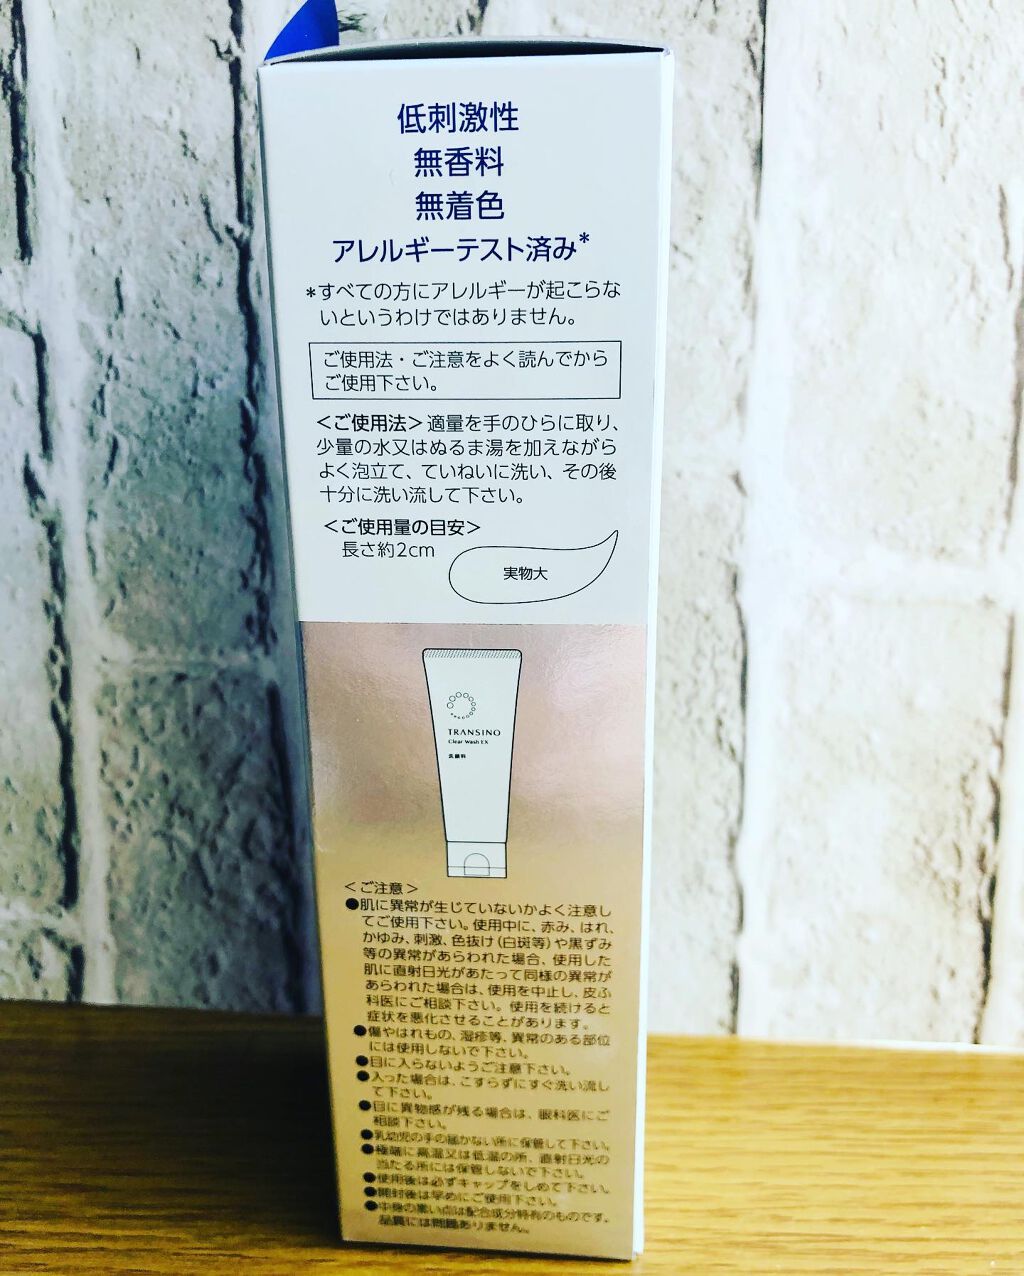 低刺激性
無香料
無着色
アレルギーテスト済み*
*すべての方にアレルギーが起こらな
いというわけではありません。
ご使用法・ご注意をよく読んでから
ご使用下さい。
＜ご使用法＞適量を手のひらに取り、
少量の水又はぬるま湯を加えながら
よく泡立て、ていねいに洗い、その後
十分に洗い流して下さい。
＜ご使用量の目安＞
長さ約2cm
実物大
TRANSINO
Clear Wash EX
洗顔料
＜ご注意＞
●肌に異常が生じていないかよく注意し
てご使用下さい。使用中に、赤み、はれ、
かゆみ、刺激、色抜け（白斑等）や黒ずみ
等の異常があらわれた場合、使用した
肌に直射日光があたって同様の異常が
あらわれた場合は、使用を中止し、皮ふ
科医にご相談下さい。使用を続けると
症状を悪化させることがあります。
●傷やはれもの、湿疹等、異常のある部位
には使用しないで下さい。
●目に入らないようご注意下さい。
●入った場合は、こすらずにすぐ洗い流し
て下さい。
●目に異物感が残る場合は、眼科医にご
相談下さい。
●乳幼児の手の届かない所に保管して下さい。
●極端に高温又は低温の所、直射日光の
当たる所には保管しないで下さい。
●使用後は必ずキャップをしめて下さい。
●開封後は早めにご使用下さい。
●中身の黒い点は配合成分特有のものです。
品質には問題ありません。